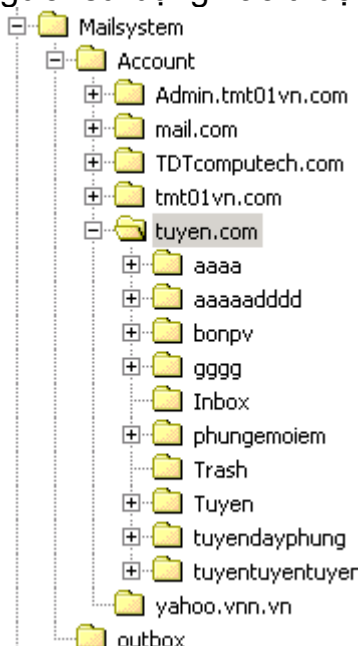 Mailsystem
Account
Admin.tmt01vn.com
mail.com
TDTcomputech.com
tmt01vn.com
tuyen.com
aaaa
aaaaadddd
bonpv
gggg
Inbox
phungemoiem
Trash
Tuyen
tuyendayphung
tuyentuyentuyen
yahoo.vnn.vn
outbox